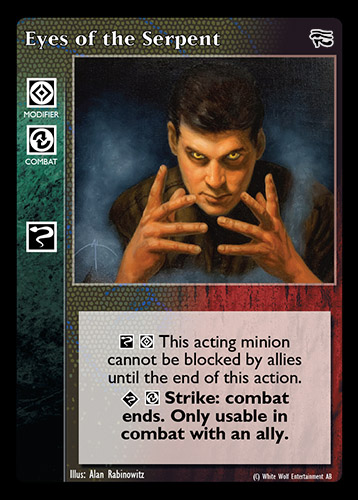 Eyes of the Serpent
MODIFIER
COMBAT
This acting minion
cannot be blocked by allies
until the end of this action.
Strike: combat
ends. Only usable in
combat with an ally.
Illus: Alan Rabinowitz
(C) White Wolf Entertainment AB